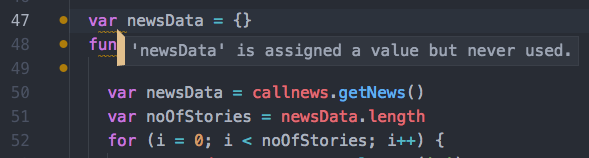 47 var newsData = {}
48 fun 'newsData' is assigned a value but never used.
49
50 var newsData = callnews.getNews()
51 var noOfStories = newsData.length
52 for (i = 0; i < noOfStories; i++) {